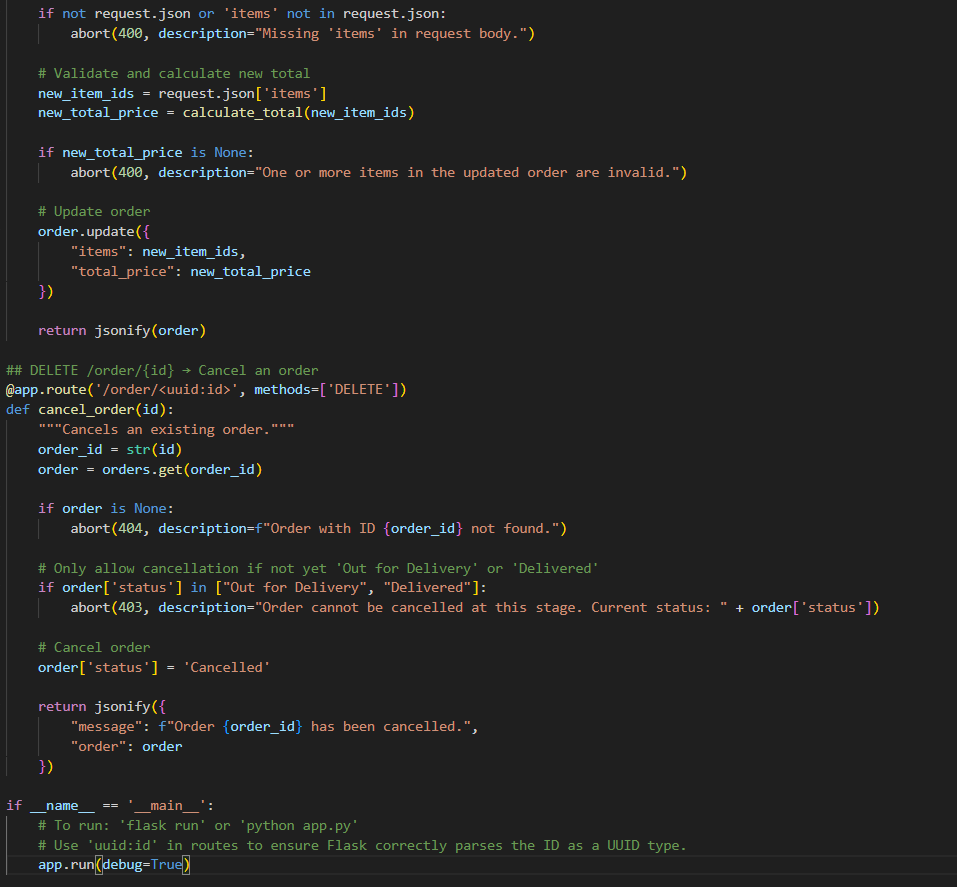 if not request.json or 'items' not in request.json:
        abort(400, description="Missing 'items' in request body.")

    # Validate and calculate new total
    new_item_ids = request.json['items']
    new_total_price = calculate_total(new_item_ids)

    if new_total_price is None:
        abort(400, description="One or more items in the updated order are invalid.")

    # Update order
    order.update({
        "items": new_item_ids,
        "total_price": new_total_price
    })

    return jsonify(order)

## DELETE /order/{id} → Cancel an order
@app.route('/order/<uuid:id>', methods=['DELETE'])
def cancel_order(id):
    """Cancels an existing order."""
    order_id = str(id)
    order = orders.get(order_id)

    if order is None:
        abort(404, description=f"Order with ID {order_id} not found.")

    # Only allow cancellation if not yet 'Out for Delivery' or 'Delivered'
    if order['status'] in ["Out for Delivery", "Delivered"]:
        abort(403, description="Order cannot be cancelled at this stage. Current status: " + order['status'])

    # Cancel order
    order['status'] = 'Cancelled'

    return jsonify({
        "message": f"Order {order_id} has been cancelled.",
        "order": order
    })

if __name__ == '__main__':
    # To run: 'flask run' or 'python app.py'
    # Use 'uuid:id' in routes to ensure Flask correctly parses the ID as a UUID type.
    app.run(debug=True)